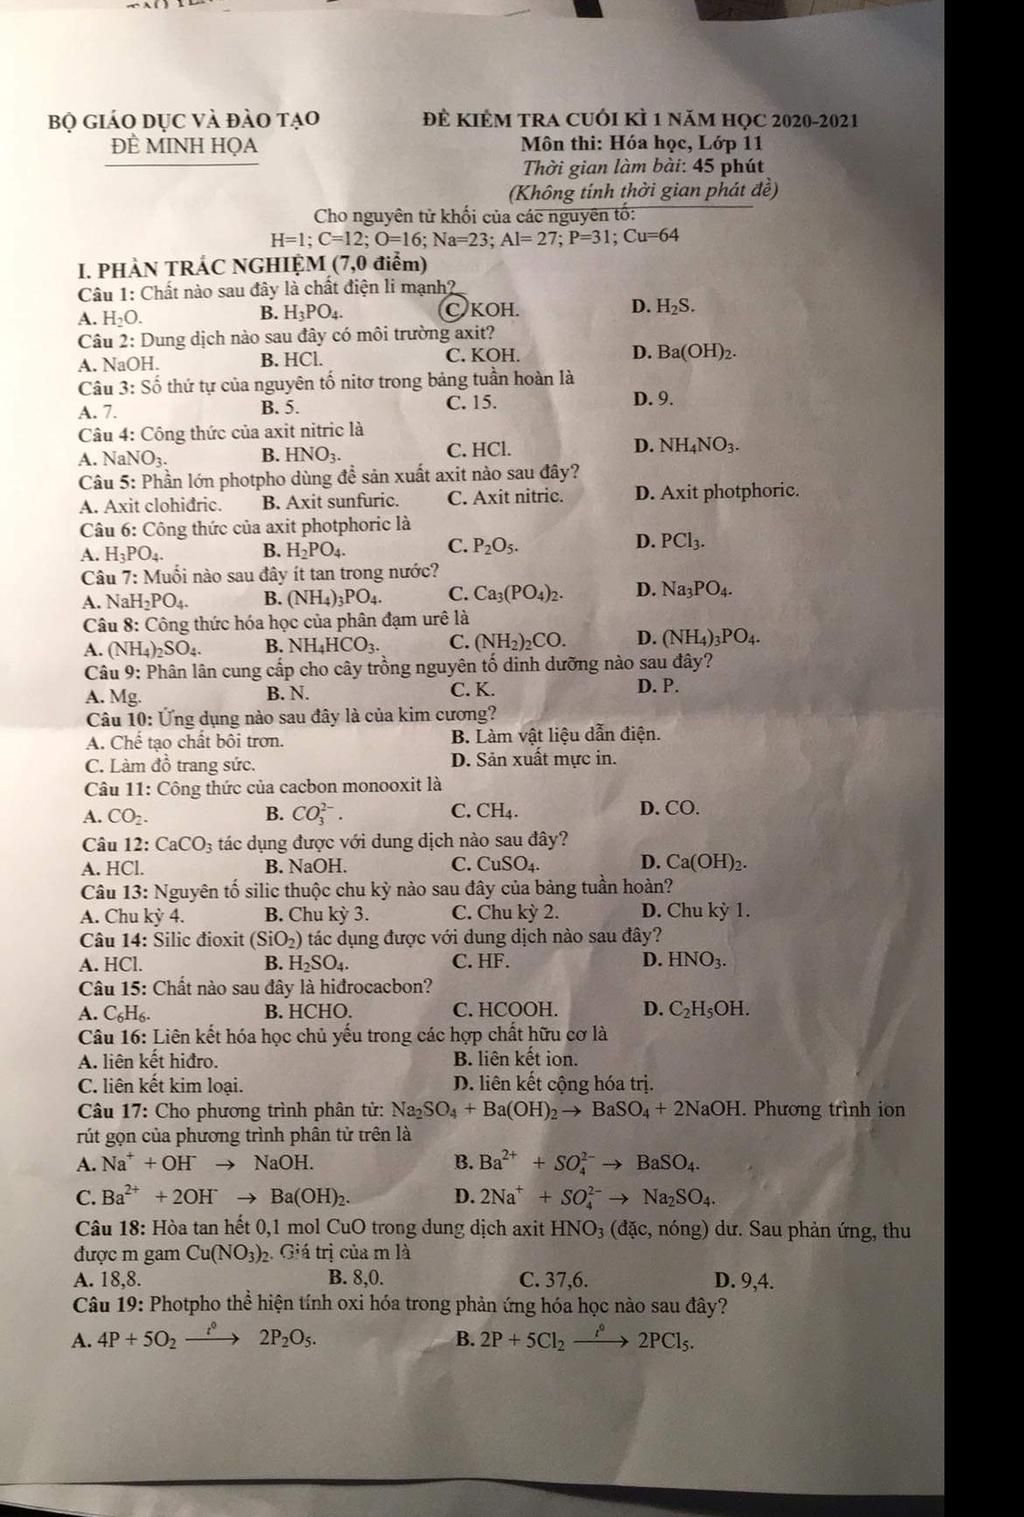 BỘ GIÁO DỤC VÀ ĐÀO TẠO
ĐỀ MINH HỌA
ĐỀ KIỂM TRA CUỐI KÌ 1 NĂM HỌC 2020-2021
Môn thi: Hóa học, Lớp 11
Thời gian làm bài: 45 phút
(Không tính thời gian phát đề)
Cho nguyên tử khối của các nguyên tố:
H=1; C=12; O=16; Na=23; Al= 27; P=31; Cu=64
I. PHẦN TRẮC NGHIỆM (7,0 điểm)
Câu 1: Chất nào sau đây là chất điện li mạnh?
A. H₂O. B. H₃PO₄. C. KOH. D. H₂S.
Câu 2: Dung dịch nào sau đây có môi trường axit?
A. NaOH. B. HCl. C. KOH. D. Ba(OH)₂.
Câu 3: Số thứ tự của nguyên tố nitơ trong bảng tuần hoàn là
A. 7. B. 5. C. 15. D. 9.
Câu 4: Công thức của axit nitric là
A. NaNO₃. B. HNO₃. C. HCl. D. NH₄NO₃.
Câu 5: Phần lớn photpho dùng để sản xuất axit nào sau đây?
A. Axit clohiđric. B. Axit sunfuric. C. Axit nitric. D. Axit photphoric.
Câu 6: Công thức của axit photphoric là
A. H₃PO₄. B. H₂PO₄. C. P₂O₅. D. PCl₃.
Câu 7: Muối nào sau đây ít tan trong nước?
A. NaH₂PO₄. B. (NH₄)₃PO₄. C. Ca₃(PO₄)₂. D. Na₃PO₄.
Câu 8: Công thức hóa học của phân đạm urê là
A. (NH₄)₂SO₄. B. NH₄HCO₃. C. (NH₂)₂CO. D. (NH₄)₃PO₄.
Câu 9: Phân lân cung cấp cho cây trồng nguyên tố dinh dưỡng nào sau đây?
A. Mg. B. N. C. K. D. P.
Câu 10: Ứng dụng nào sau đây là của kim cương?
A. Chế tạo chất bôi trơn. B. Làm vật liệu dẫn điện.
C. Làm đồ trang sức. D. Sản xuất mực in.
Câu 11: Công thức của cacbon monooxit là
A. CO₂. B. CO₃²⁻. C. CH₄. D. CO.
Câu 12: CaCO₃ tác dụng được với dung dịch nào sau đây?
A. HCl. B. NaOH. C. CuSO₄. D. Ca(OH)₂.
Câu 13: Nguyên tố silic thuộc chu kỳ nào sau đây của bảng tuần hoàn?
A. Chu kỳ 4. B. Chu kỳ 3. C. Chu kỳ 2. D. Chu kỳ 1.
Câu 14: Silic đioxit (SiO₂) tác dụng được với dung dịch nào sau đây?
A. HCl. B. H₂SO₄. C. HF. D. HNO₃.
Câu 15: Chất nào sau đây là hiđrocacbon?
A. C₆H₆. B. HCHO. C. HCOOH. D. C₂H₅OH.
Câu 16: Liên kết hóa học chủ yếu trong các hợp chất hữu cơ là
A. liên kết hiđro. B. liên kết ion.
C. liên kết kim loại. D. liên kết cộng hóa trị.
Câu 17: Cho phương trình phân tử: Na₂SO₄ + Ba(OH)₂→ BaSO₄ + 2NaOH. Phương trình ion
rút gọn của phương trình phân tử trên là
A. Na⁺ + OH⁻ → NaOH. B. Ba²⁺ + SO₄²⁻ → BaSO₄.
C. Ba²⁺ + 2OH⁻ → Ba(OH)₂. D. 2Na⁺ + SO₄²⁻ → Na₂SO₄.
Câu 18: Hòa tan hết 0,1 mol CuO trong dung dịch axit HNO₃ (đặc, nóng) dư. Sau phản ứng, thu
được m gam Cu(NO₃)₂. Giá trị của m là
A. 18,8. B. 8,0. C. 37,6. D. 9,4.
Câu 19: Photpho thể hiện tính oxi hóa trong phản ứng hóa học nào sau đây?
A. 4P + 5O₂ —t⁰→ 2P₂O₅. B. 2P + 5Cl₂ —t⁰→ 2PCl₅.